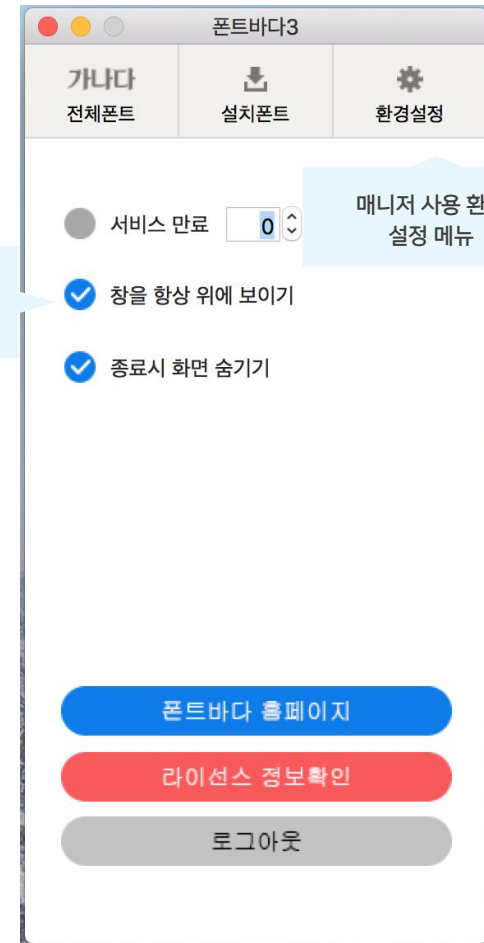 폰트바다3
가나다
전체폰트
설치폰트
환경설정
매니저 사용 환
설정 메뉴
서비스 만료 0
창을 항상 위에 보이기
종료시 화면 숨기기
폰트바다 홈페이지
라이선스 정보확인
로그아웃